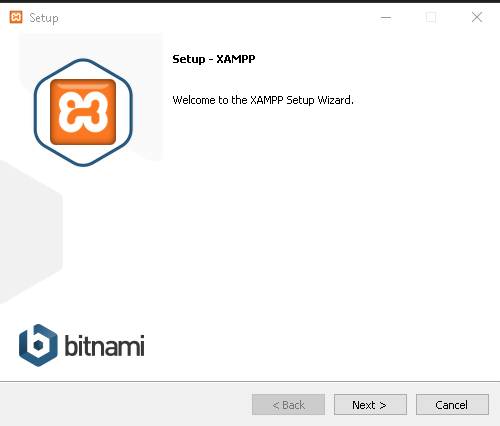 Setup
Setup - XAMPP
Welcome to the XAMPP Setup Wizard.
bitnami
< Back
Next >
Cancel